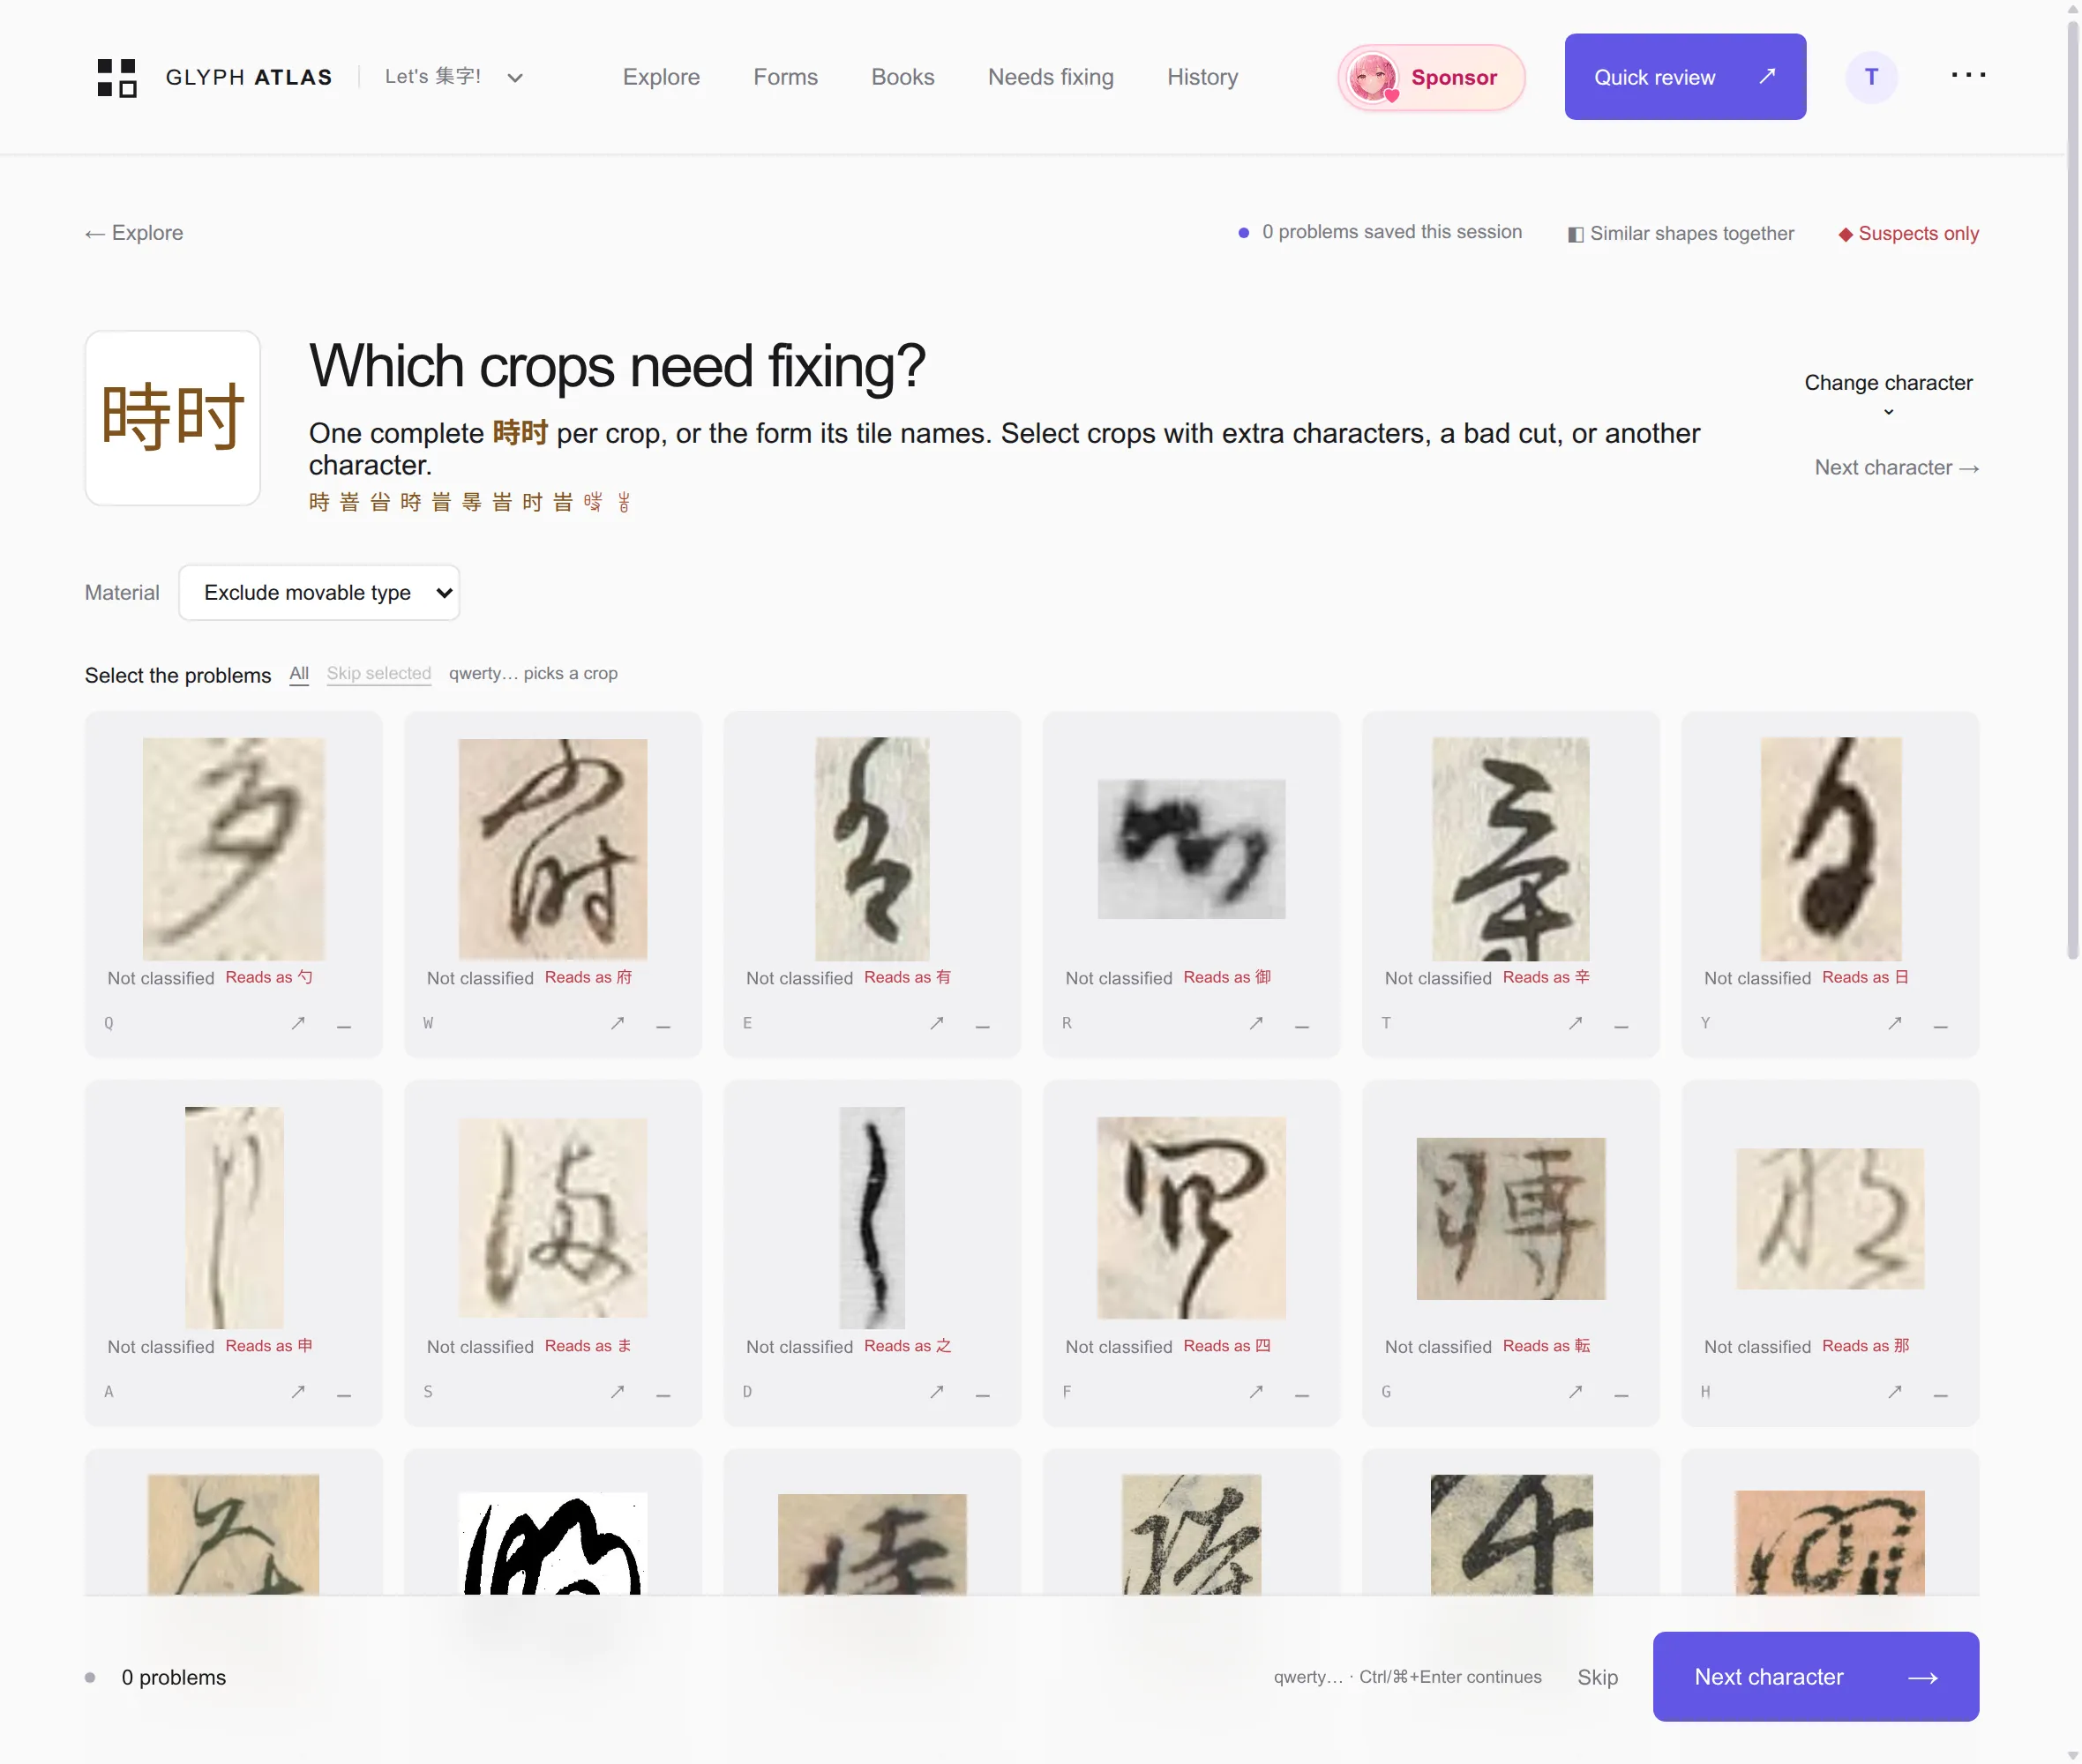 GLYPH ATLAS
Let's 集字!
Explore
Forms
Books
Needs fixing
History
Sponsor
Quick review ↗
T
← Explore
0 problems saved this session
Similar shapes together
Suspects only
時时
Which crops need fixing?
One complete 時时 per crop, or the form its tile names. Select crops with extra characters, a bad cut, or another
character.
Change character
Next character →
Material
Exclude movable type
Select the problems All Skip selected qwerty… picks a crop
Not classified Reads as 勺
Q
Not classified Reads as 府
W
Not classified Reads as 有
E
Not classified Reads as 御
R
Not classified Reads as 辛
T
Not classified Reads as 日
Y
Not classified Reads as 申
A
Not classified Reads as ま
S
Not classified Reads as 之
D
Not classified Reads as 四
F
Not classified Reads as 転
G
Not classified Reads as 那
H
0 problems
qwerty… · Ctrl/⌘+Enter continues
Skip
Next character →